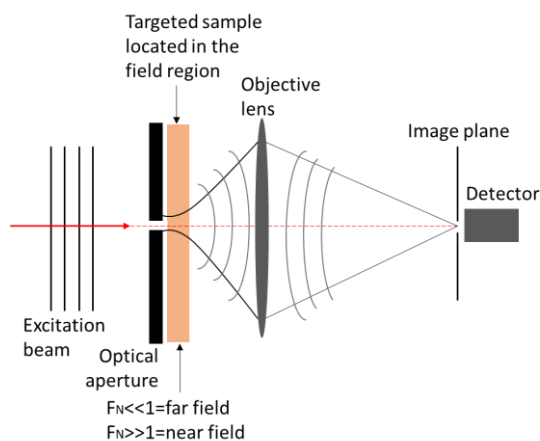 Targeted sample
located in the
field region
Objective
lens
Image plane
Detector
Excitation
beam
Optical
aperture
FN<<1=far field
FN>>1=near field